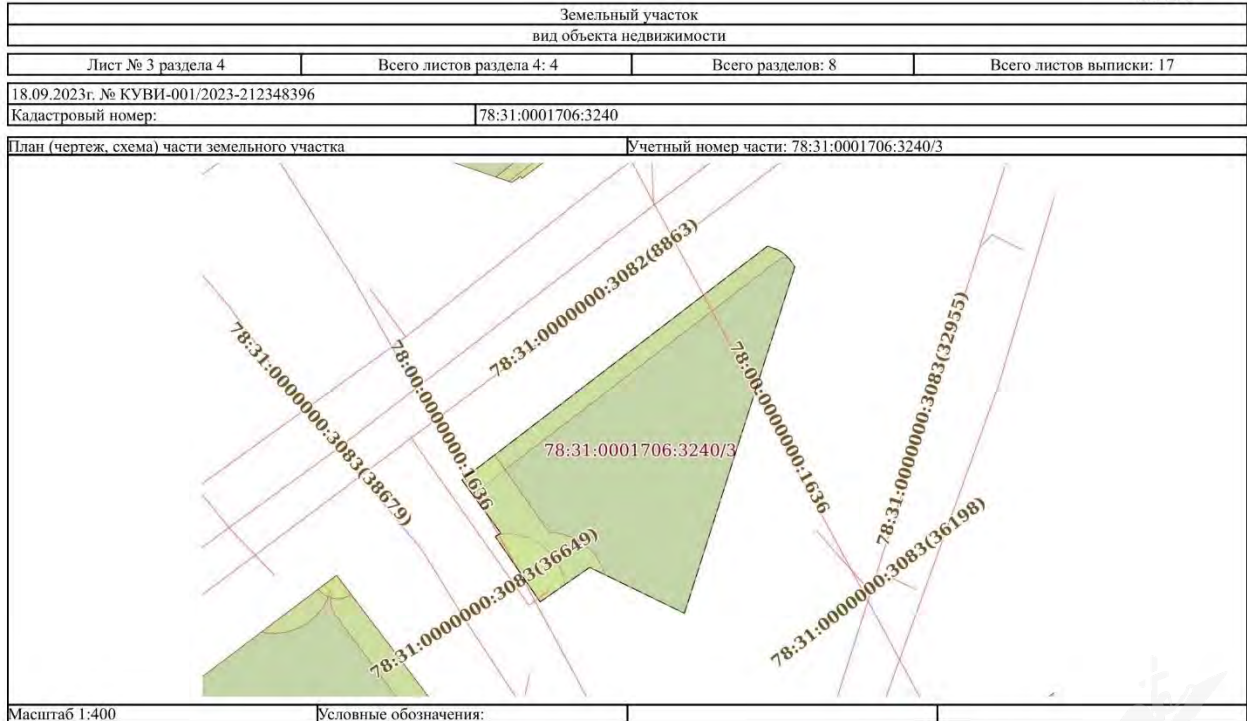 Земельный участок
вид объекта недвижимости
Лист № 3 раздела 4 Всего листов раздела 4: 4 Всего разделов: 8 Всего листов выписки: 17
18.09.2023г. № КУВИ-001/2023-212348396
Кадастровый номер: 78:31:0001706:3240
План (чертеж, схема) части земельного участка Учетный номер части: 78:31:0001706:3240/3
78:31:0000000:3082(8863)
78:31:0000000:3083(38679)
78:00:0000000:1636
78:31:0000000:3083(32955)
78:00:0000000:1636
78:31:0001706:3240/3
78:31:0000000:3083(36649)
78:31:0000000:3083(36198)
Масштаб 1:400 Условные обозначения: